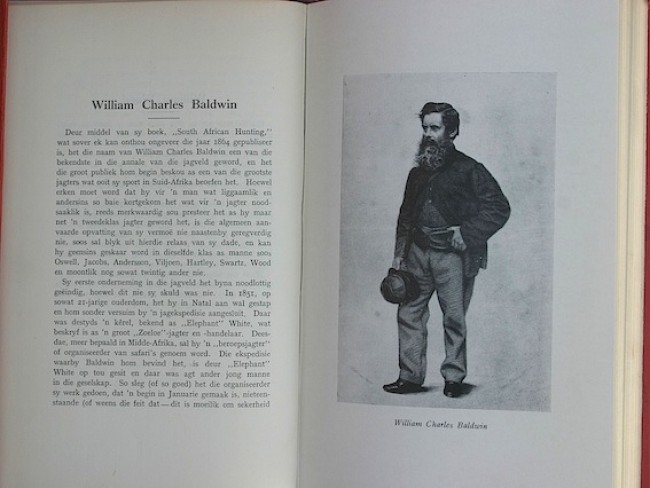 William Charles Baldwin
Deur middel van sy boek, „South African Hunting,"
wat sover ek kan onthou ongeveer die jaar 1864 gepubliseer
is, het die naam van William Charles Baldwin een van die
bekendste in die annale van die jagveld geword, en het
die groot publiek hom begin beskou as een van die grootste
jagters wat ooit sy sport in Suid-Afrika beoefen het. Hoewel
erken moet word dat hy vir 'n man wat liggaamlik en
andersins so baie kortgekom het wat vir 'n jagter nood-
saaklik is, reeds merkwaardig sou presteer het as hy maar
net 'n tweedeklas jagter geword het, is die algemeen aan-
vaarde opvatting van sy vermoë nie naastenby geregverdig
nie, soos sal blyk uit hierdie relaas van sy dade, en kan
hy geensins geskaar word in dieselfde klas as manne soos
Oswell, Jacobs, Andersson, Viljoen, Hartley, Swartz, Wood
en moontlik nog sowat twintig ander nie.
Sy eerste onderneming in die jagveld het byna noodlottig
geëindig, hoewel dit nie sy skuld was nie. In 1851, op
sowat 21-jarige ouderdom, het hy in Natal aan wal gestap
en hom sonder versuim by 'n jagekspedisie aangesluit. Daar
was destyds 'n kêrel, bekend as „Elephant" White, wat
beskryf is as 'n groot „Zoeloe"-jagter en -handelaar. Dees-
dae, meer bepaald in Midde-Afrika, sal hy 'n „beroepsjagter"
of organiseerder van safari's genoem word. Die ekspedisie
waarby Baldwin hom bevind het, is deur „Elephant"
White op tou gesit en daar was agt ander jong manne
in die geselskap. So sleg (of so goed) het die organiseerder
sy werk gedoen, dat 'n begin in Januarie gemaak is, nieteen-
staande (of weens die feit dat—dit is moeilik om sekerheid
William Charles Baldwin